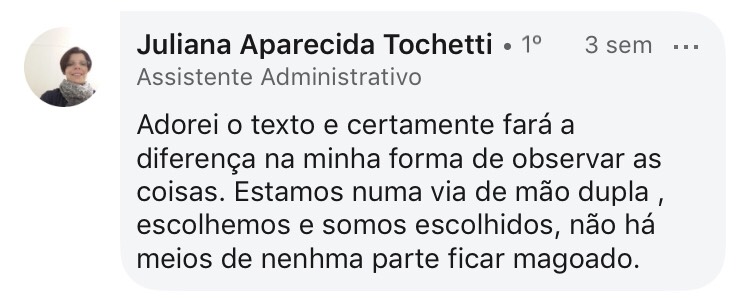 Juliana Aparecida Tochetti • 1º 3 sem ...
Assistente Administrativo
Adorei o texto e certamente fará a
diferença na minha forma de observar as
coisas. Estamos numa via de mão dupla ,
escolhemos e somos escolhidos, não há
meios de nenhma parte ficar magoado.